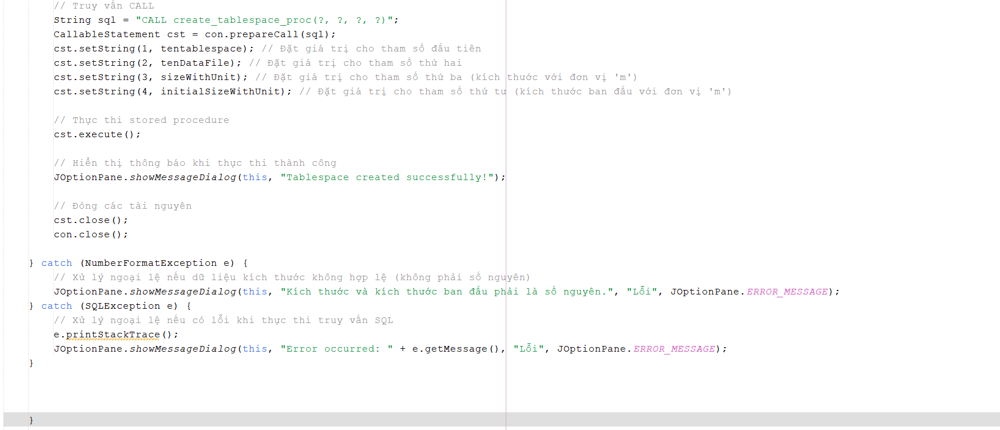 // Truy vấn CALL
String sql = "CALL create_tablespace_proc(?, ?, ?, ?)";
CallableStatement cst = con.prepareCall(sql);
cst.setString(1, tentablespace); // Đặt giá trị cho tham số đầu tiên
cst.setString(2, tenDataFile); // Đặt giá trị cho tham số thứ hai
cst.setString(3, sizeWithUnit); // Đặt giá trị cho tham số thứ ba (kích thước với đơn vị 'm')
cst.setString(4, initialSizeWithUnit); // Đặt giá trị cho tham số thứ tư (kích thước ban đầu với đơn vị 'm')
// Thực thi stored procedure
cst.execute();
// Hiển thị thông báo khi thực thi thành công
JOptionPane.showMessageDialog(this, "Tablespace created successfully!");
// Đóng các tài nguyên
cst.close();
con.close();
} catch (NumberFormatException e) {
// Xử lý ngoại lệ nếu dữ liệu kích thước không hợp lệ (không phải số nguyên)
JOptionPane.showMessageDialog(this, "Kích thước và kích thước ban đầu phải là số nguyên.", "Lỗi", JOptionPane.ERROR_MESSAGE);
} catch (SQLException e) {
// Xử lý ngoại lệ nếu có lỗi khi thực thi truy vấn SQL
e.printStackTrace();
JOptionPane.showMessageDialog(this, "Error occurred: " + e.getMessage(), "Lỗi", JOptionPane.ERROR_MESSAGE);
}
}